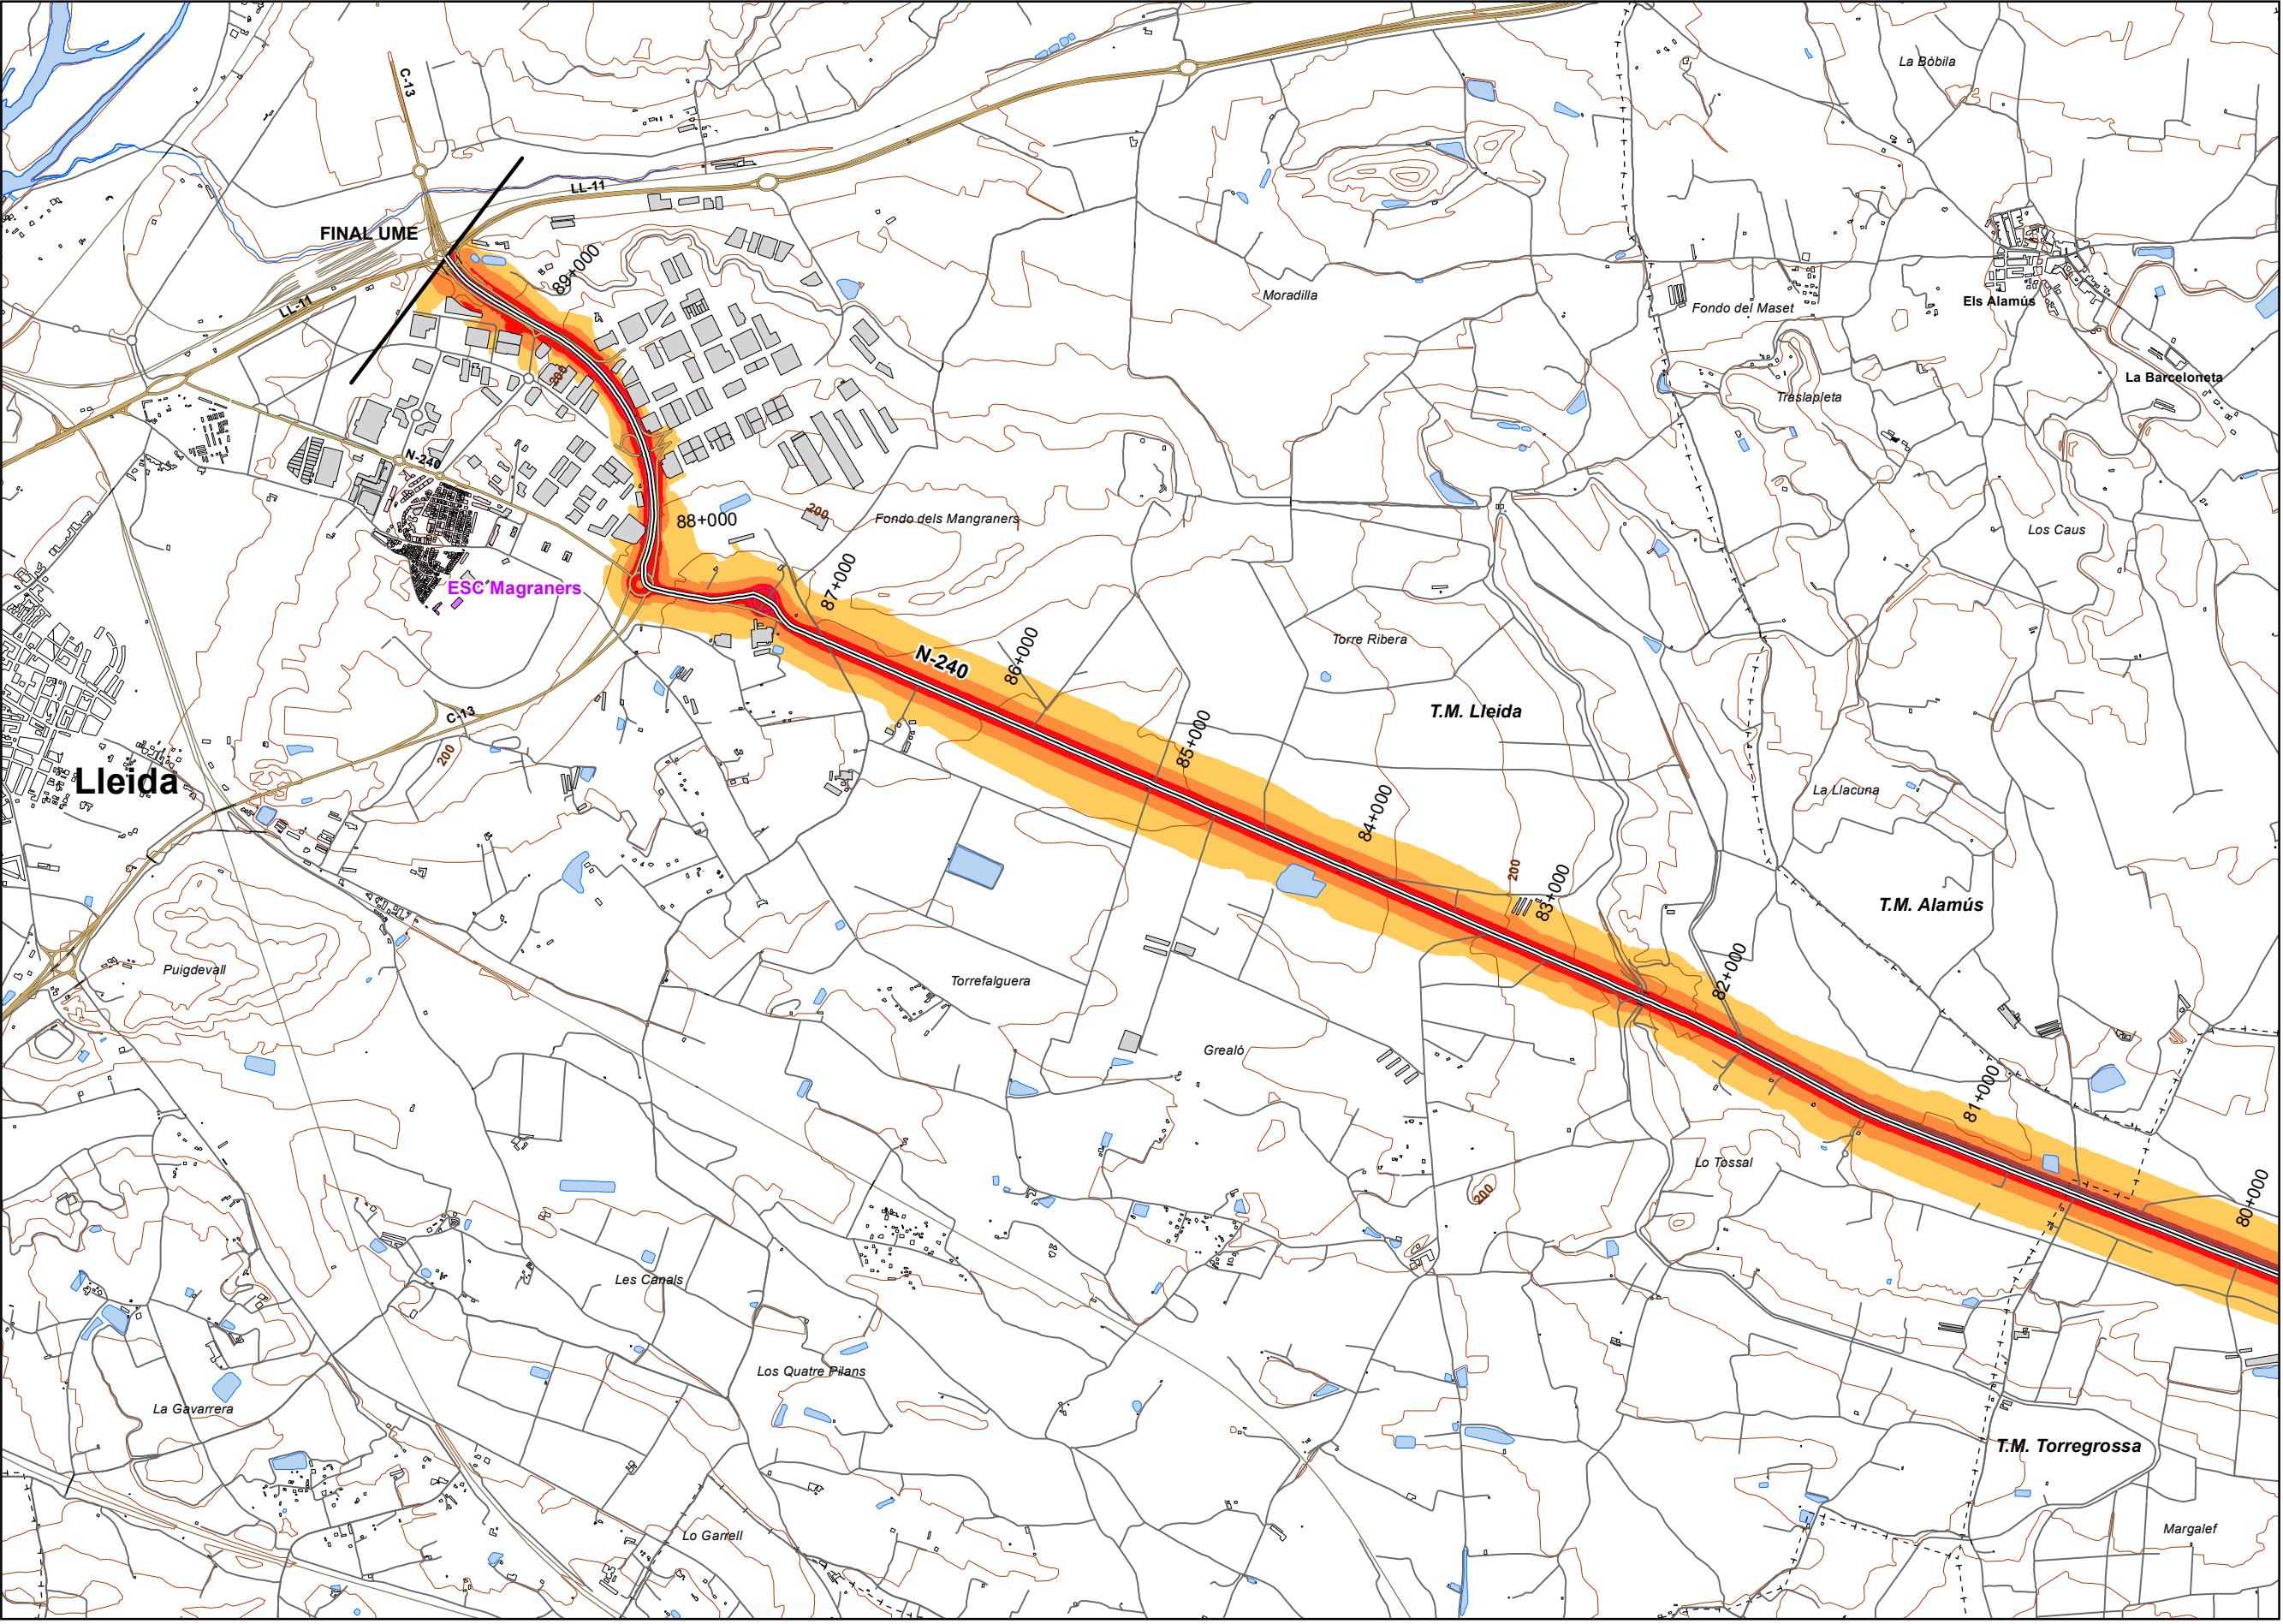 La Bòbila
C-13
LL-11
FINAL UME
89+000
LL-11
Moradilla
Fondo del Maset
Els Alamús
200
La Barceloneta
Traslapleta
N-240
200
88+000
Fondo dels Mangraners
Los Caus
ESC Magraners
87+000
N-240
86+000
Torre Ribera
T.M. Lleida
C-13
200
85+000
Lleida
La Llacuna
84+000
200
83+000
T.M. Alamús
Puigdevall
Torrefalguera
82+000
Grealó
81+000
Lo Tossal
200
80+000
Les Canals
Los Quatre Pilans
La Gavarrera
T.M. Torregrossa
Lo Garrell
Margalef